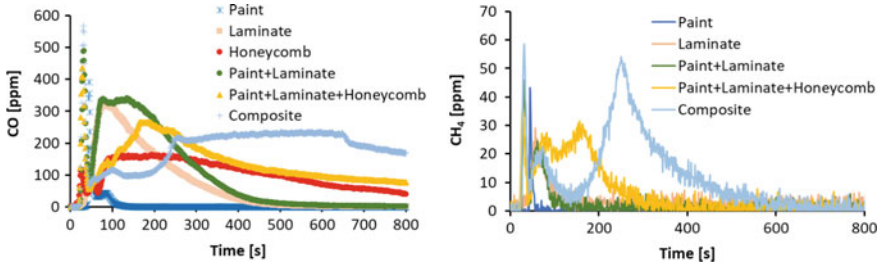 CO [ppm]
600
500
400
300
200
100
0
0 100 200 300 400 500 600 700 800
Time [s]
Paint
Laminate
Honeycomb
Paint+Laminate
Paint+Laminate+Honeycomb
Composite
CH4 [ppm]
70
60
50
40
30
20
10
0
0 200 400 600 800
Time [s]
Paint
Laminate
Paint+Laminate
Paint+Laminate+Honeycomb
Composite